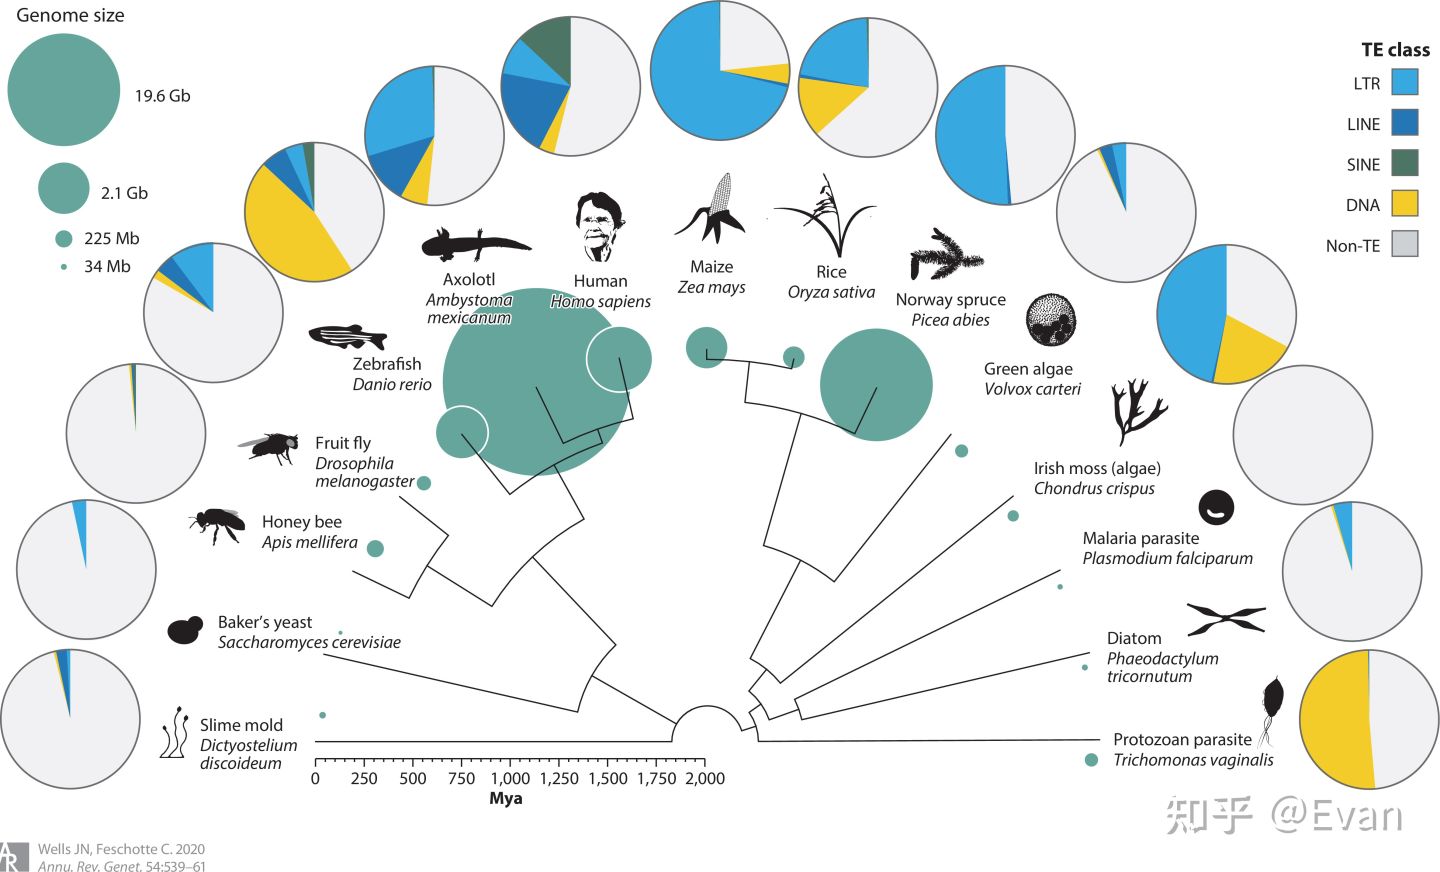 Genome size
19.6 Gb
2.1 Gb
225 Mb
34 Mb
TE class
LTR
LINE
SINE
DNA
Non-TE
Axolotl
Ambystoma
mexicanum
Human
Homo sapiens
Maize
Zea mays
Rice
Oryza sativa
Norway spruce
Picea abies
Zebrafish
Danio rerio
Green algae
Volvox carteri
Fruit fly
Drosophila
melanogaster
Irish moss (algae)
Chondrus crispus
Honey bee
Apis mellifera
Malaria parasite
Plasmodium falciparum
Baker's yeast
Saccharomyces cerevisiae
Diatom
Phaeodactylum
tricornutum
Slime mold
Dictyostelium
discoideum
Protozoan parasite
Trichomonas vaginalis
0 250 500 750 1,000 1,250 1,500 1,750 2,000
Mya
知乎 @Evan
AR
Wells JN, Feschotte C. 2020
Annu. Rev. Genet. 54:539–61